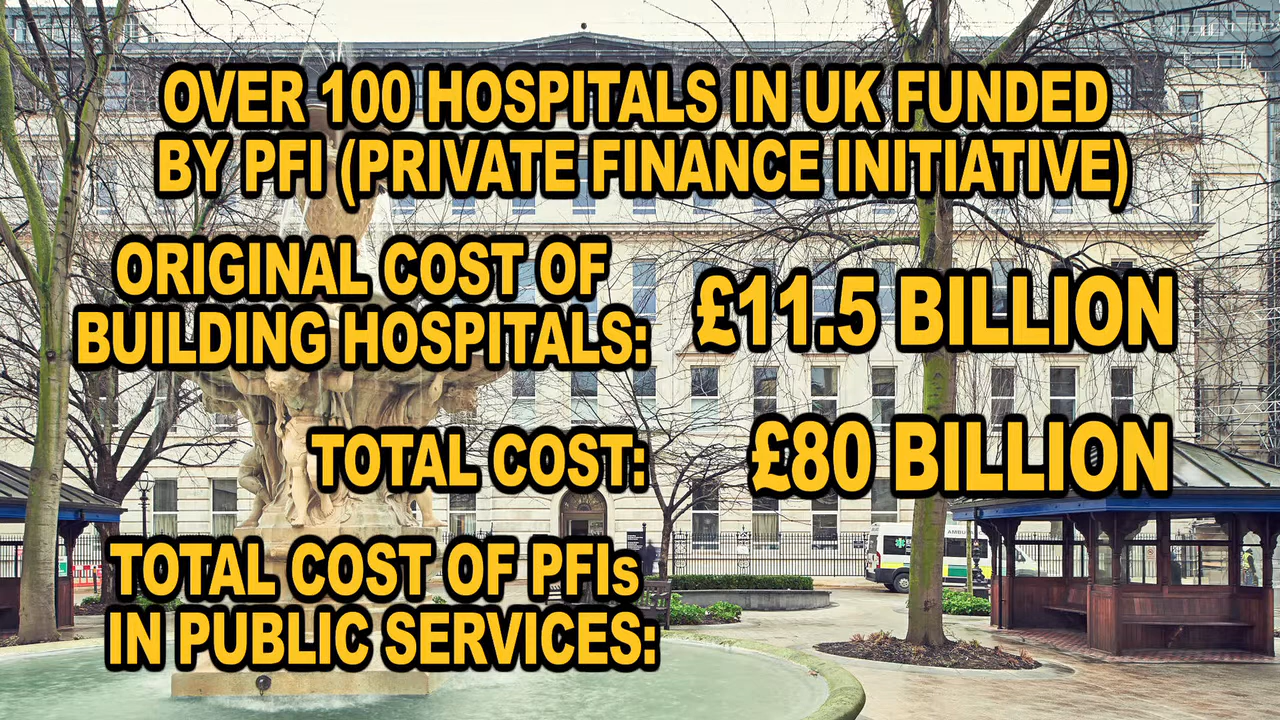 OVER 100 HOSPITALS IN UK FUNDED
BY PFI (PRIVATE FINANCE INITIATIVE)
ORIGINAL COST OF
BUILDING HOSPITALS:
£11.5 BILLION
TOTAL COST:
£80 BILLION
TOTAL COST OF PFIs
IN PUBLIC SERVICES:
AMBU